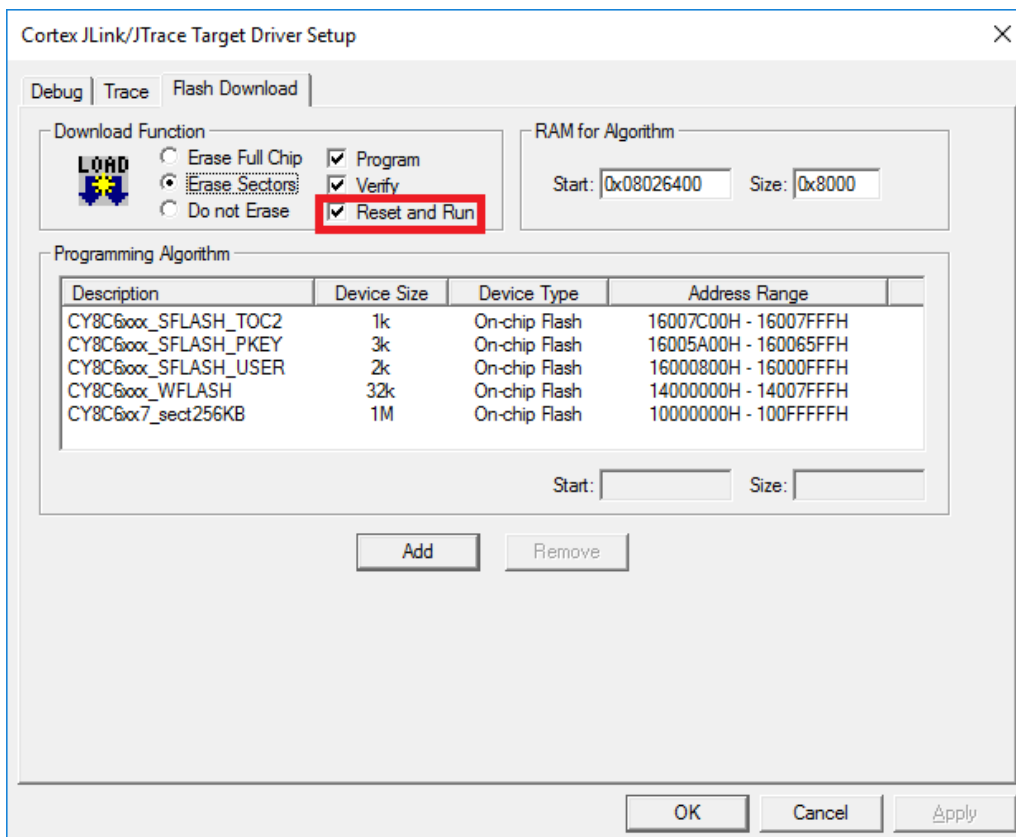 Cortex JLink/JTrace Target Driver Setup
Debug Trace Flash Download
Download Function
LOAD
Erase Full Chip
Erase Sectors
Do not Erase
Program
Verify
Reset and Run
RAM for Algorithm
Start: 0x08026400 Size: 0x8000
Programming Algorithm
Description Device Size Device Type Address Range
CY8C6xxx_SFLASH_TOC2 1k On-chip Flash 16007C00H - 16007FFFH
CY8C6xxx_SFLASH_PKEY 3k On-chip Flash 16005A00H - 160065FFH
CY8C6xxx_SFLASH_USER 2k On-chip Flash 16000800H - 16000FFFH
CY8C6xxx_WFLASH 32k On-chip Flash 14000000H - 14007FFFH
CY8C6xx7_sect256KB 1M On-chip Flash 10000000H - 100FFFFFH
Start: Size:
Add Remove
OK Cancel Apply